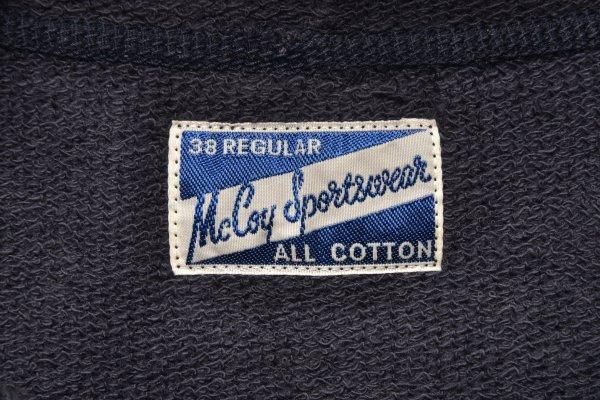 38 REGULAR
McCoy Sportswear
ALL COTTON